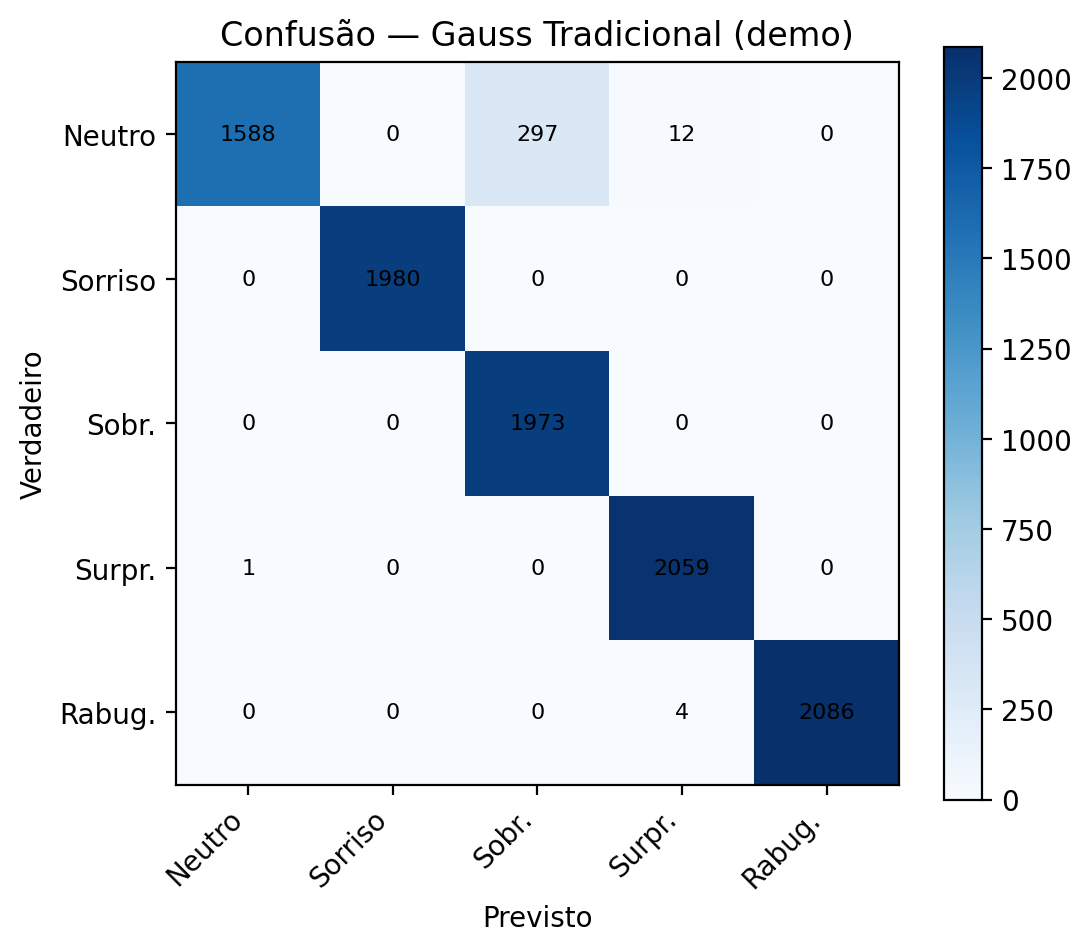 Confusão — Gauss Tradicional (demo)
Verdadeiro
Neutro 1588 0 297 12 0
Sorriso 0 1980 0 0 0
Sobr. 0 0 1973 0 0
Surpr. 1 0 0 2059 0
Rabug. 0 0 0 4 2086
Neutro Sorriso Sobr. Surpr. Rabug.
Previsto
2000
1750
1500
1250
1000
750
500
250
0